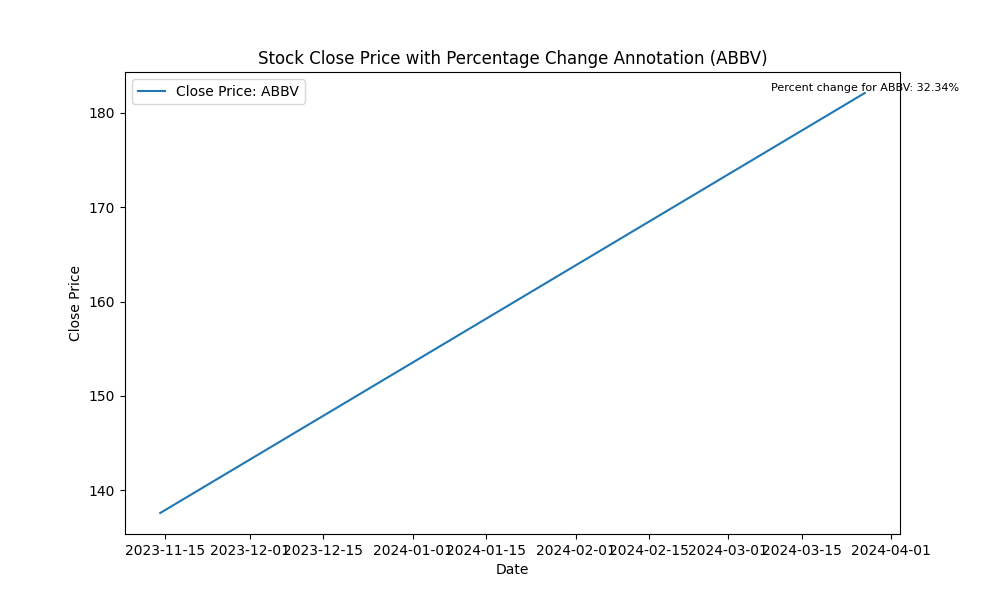 Stock Close Price with Percentage Change Annotation (ABBV)
Close Price: ABBV
Percent change for ABBV: 32.34%
180
170
160
150
140
Close Price
2023-11-15 2023-12-01 2023-12-15 2024-01-01 2024-01-15 2024-02-01 2024-02-15 2024-03-01 2024-03-15 2024-04-01
Date